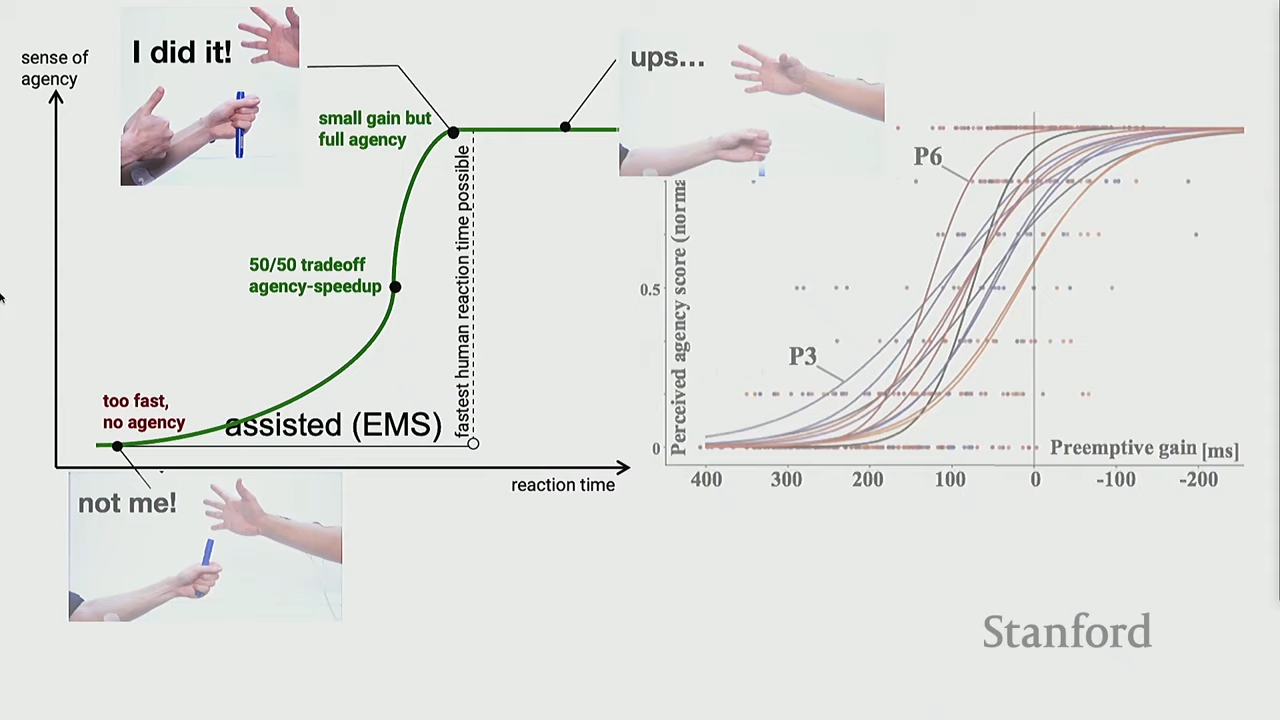 sense of
agency
I did it!
ups...
small gain but
full agency
50/50 tradeoff
agency-speedup
fastest human reaction time possible
too fast,
no agency
assisted (EMS)
reaction time
not me!
P6
P3
Perceived agency score (norma
0.5
0
Preemptive gain [ms]
400 300 200 100 0 -100 -200
Stanford